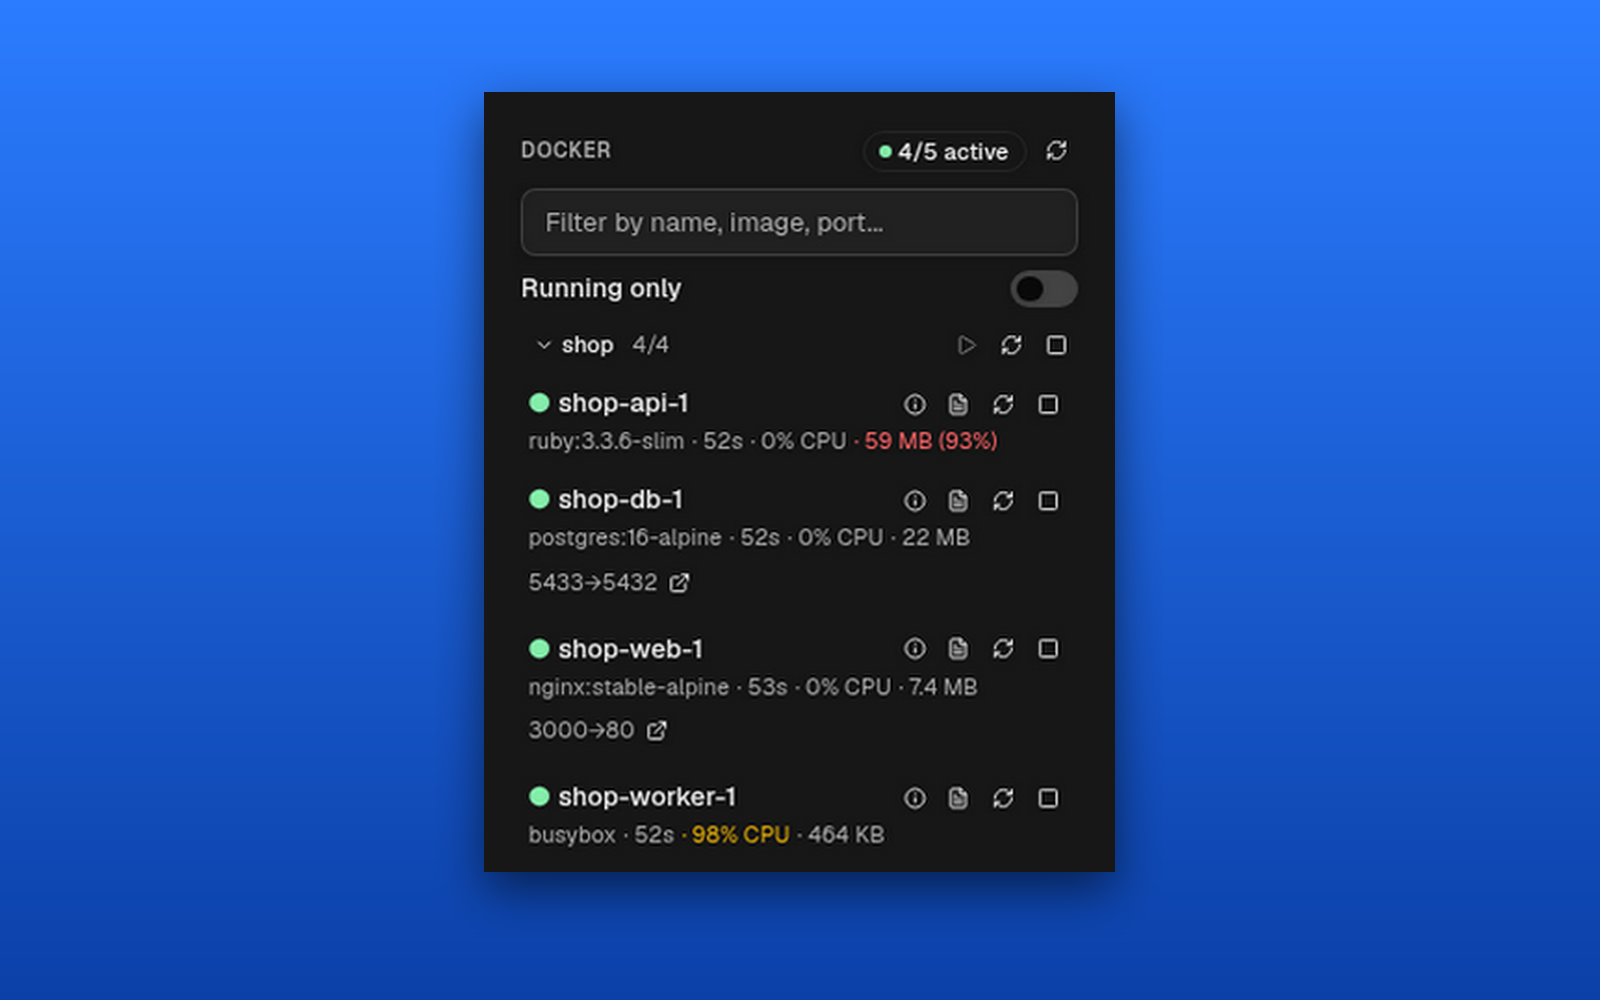 DOCKER 4/5 active
Filter by name, image, port...
Running only
shop 4/4
shop-api-1
ruby:3.3.6-slim · 52s · 0% CPU · 59 MB (93%)
shop-db-1
postgres:16-alpine · 52s · 0% CPU · 22 MB
5433→5432
shop-web-1
nginx:stable-alpine · 53s · 0% CPU · 7.4 MB
3000→80
shop-worker-1
busybox · 52s · 98% CPU · 464 KB